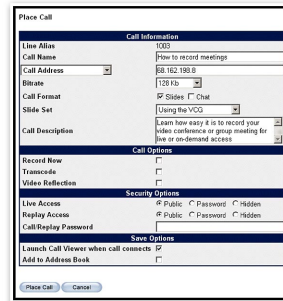 Place Call
Call Information
Line Alias 1003
Call Name How to record meetings
Call Address 68.162.198.8
Bitrate 128 Kb
Call Format Slides Chat
Slide Set Using the VCG
Call Description Learn how easy it is to record your
video conference or group meeting for
live or on-demand access
Call Options
Record Now
Transcode
Video Reflection
Security Options
Live Access Public Password Hidden
Replay Access Public Password Hidden
Call/Replay Password
Save Options
Launch Call Viewer when call connects
Add to Address Book
Place Call Cancel